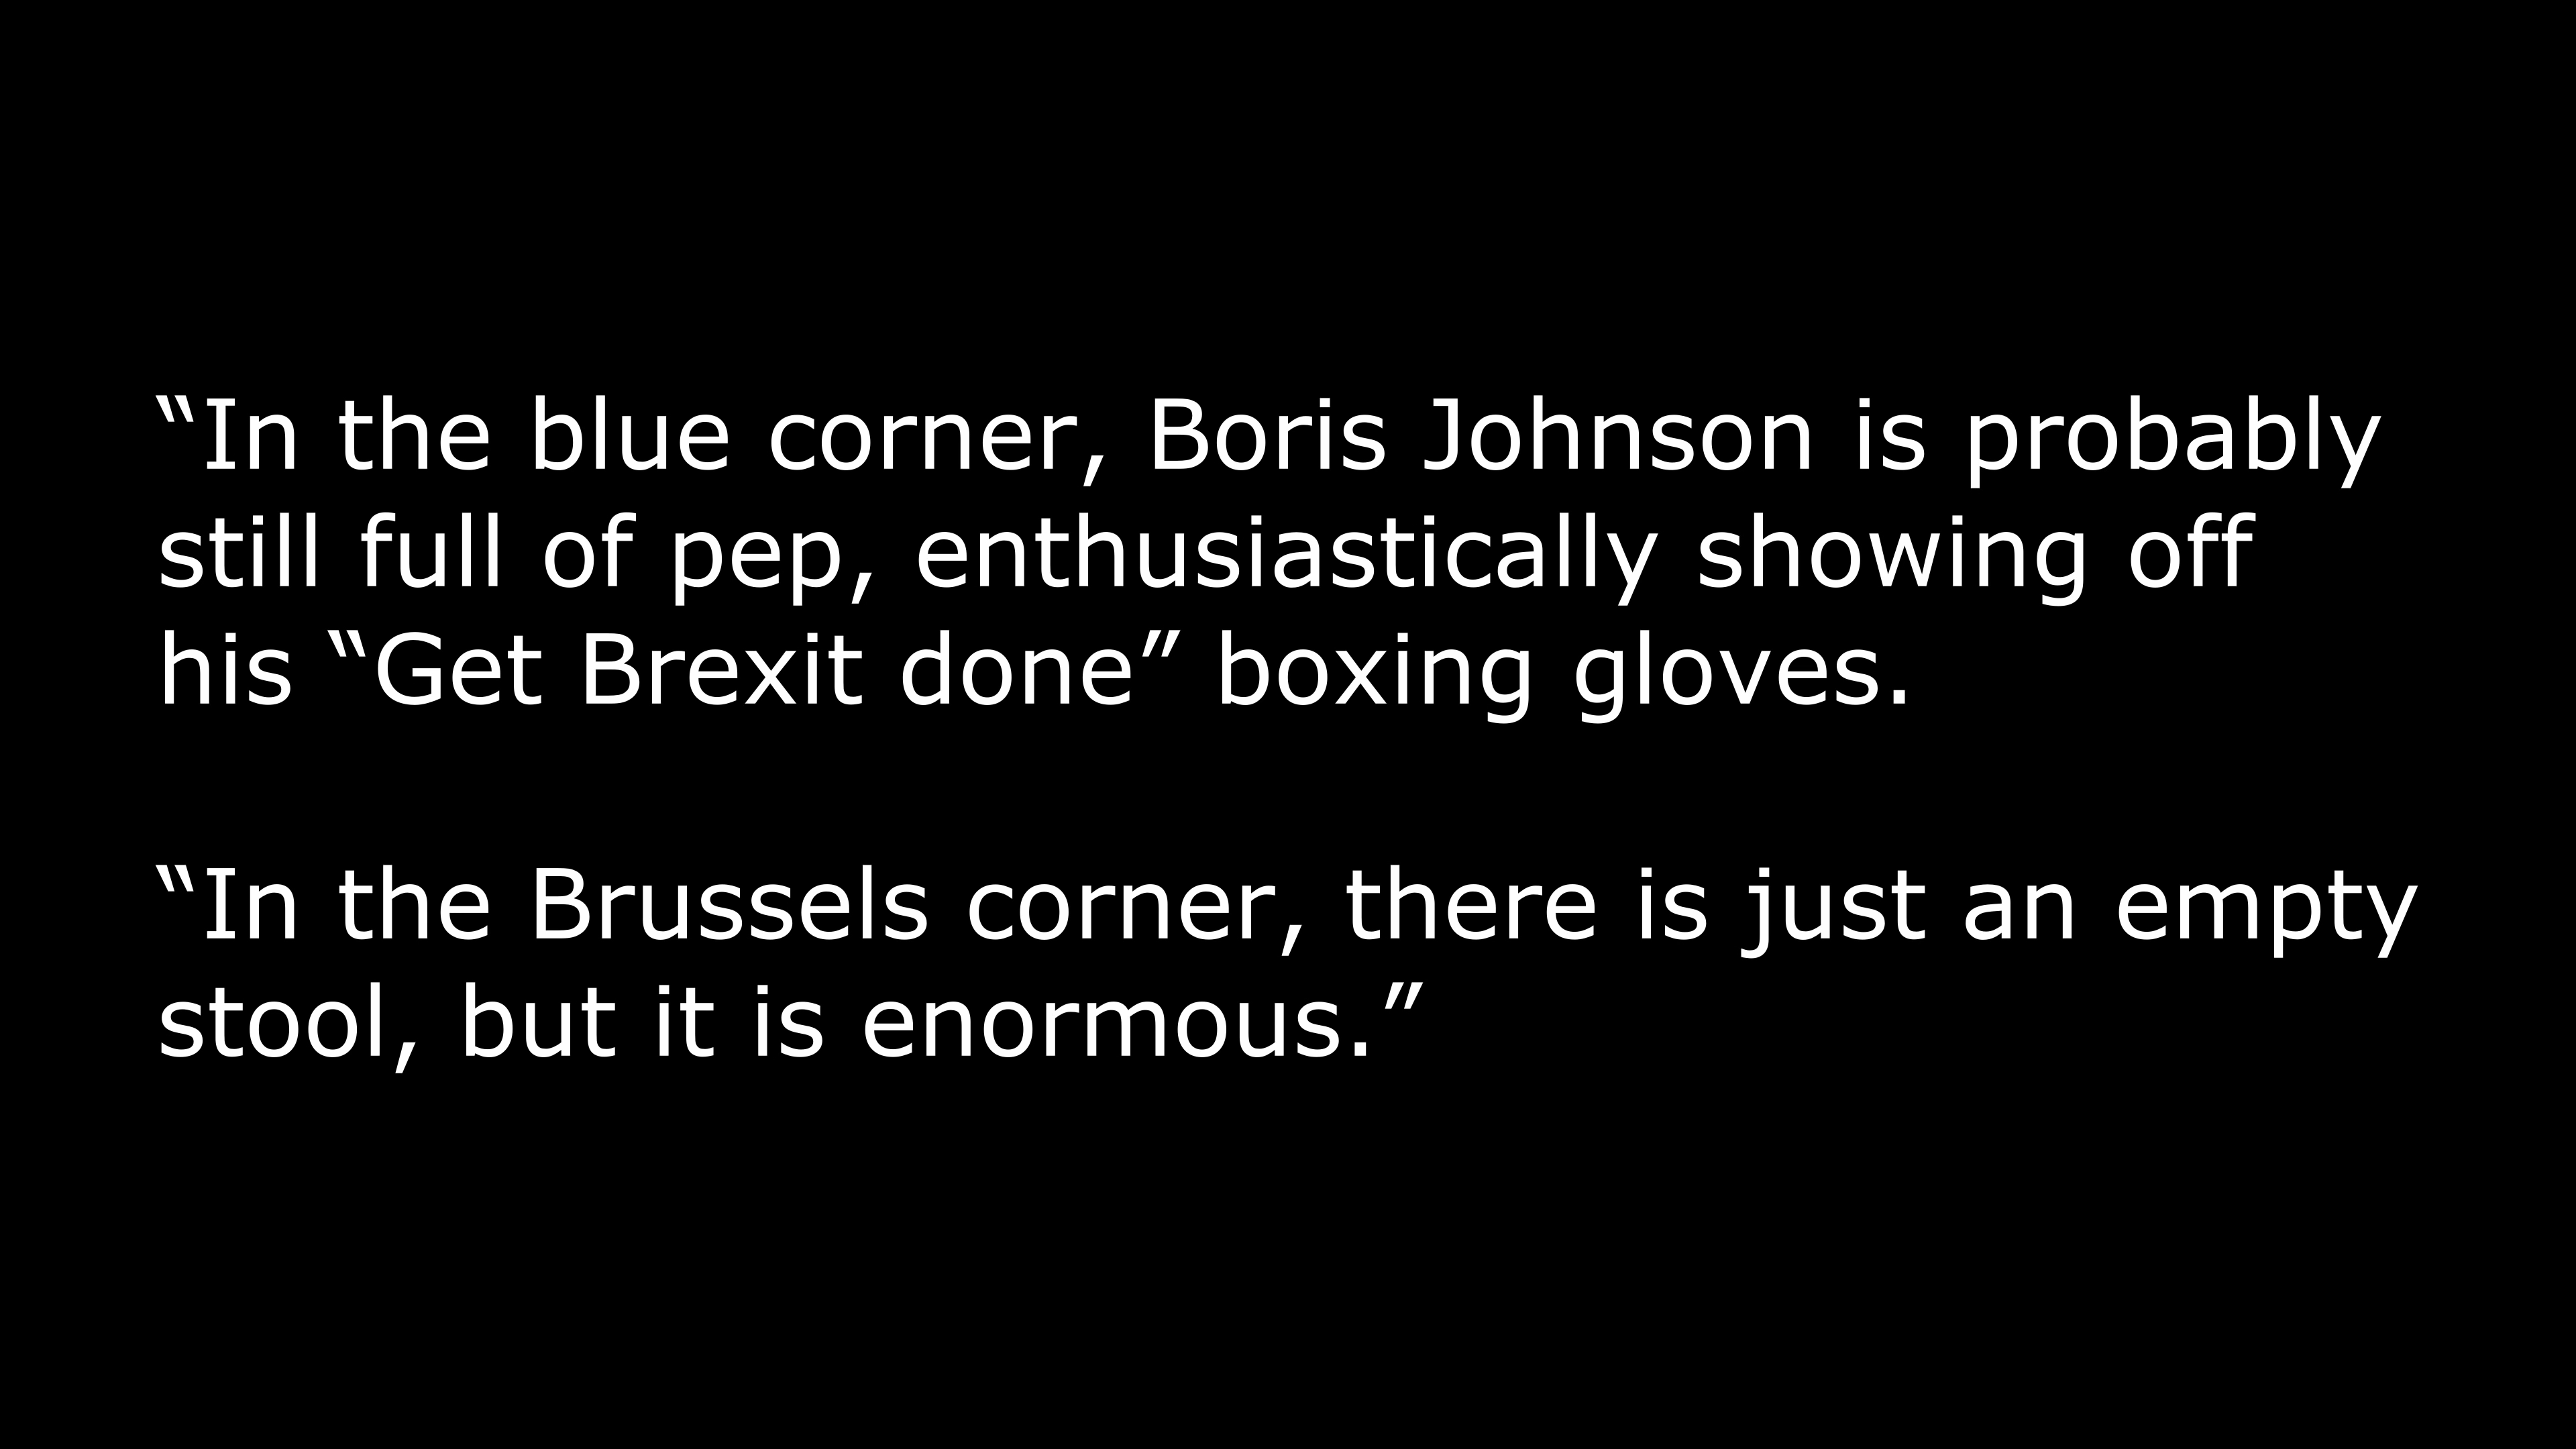 “In the blue corner, Boris Johnson is probably
still full of pep, enthusiastically showing off
his “Get Brexit done” boxing gloves.
“In the Brussels corner, there is just an empty
stool, but it is enormous.”